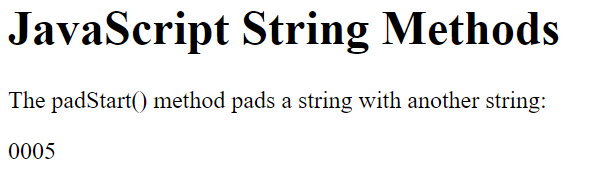 JavaScript String Methods
The padStart() method pads a string with another string:
0005